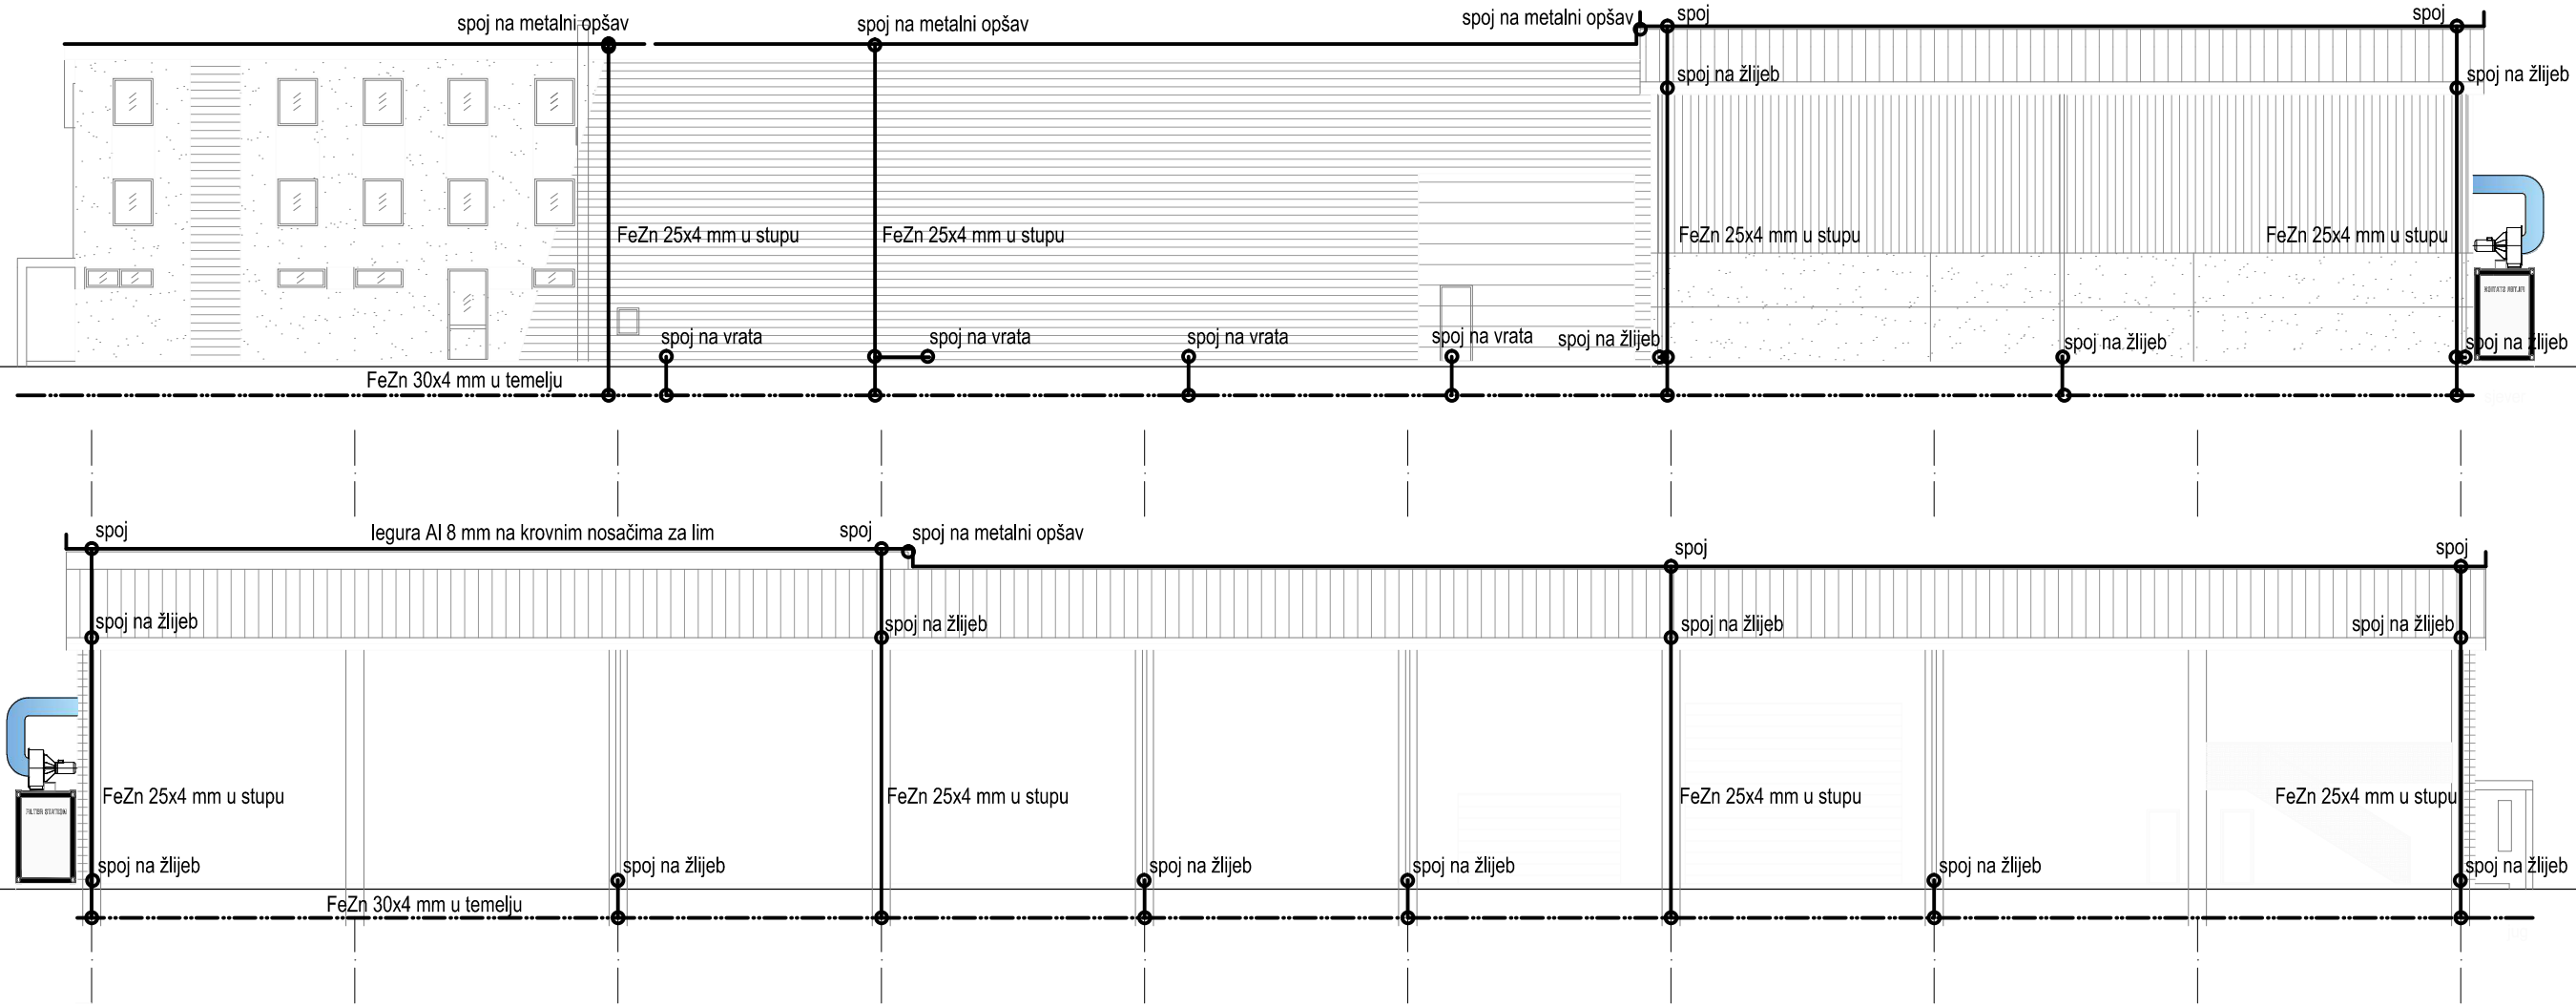 spoj na metalni opšav
spoj na metalni opšav
spoj na metalni opšav
spoj
spoj
spoj na žlijeb
spoj na žlijeb
FeZn 25x4 mm u stupu
FeZn 25x4 mm u stupu
FeZn 25x4 mm u stupu
FeZn 25x4 mm u stupu
spoj na vrata
spoj na vrata
spoj na vrata
spoj na vrata
spoj na žlijeb
spoj na žlijeb
spoj na žlijeb
FeZn 30x4 mm u temelju
spoj
legura Al 8 mm na krovnim nosačima za lim
spoj
spoj na metalni opšav
spoj
spoj
spoj na žlijeb
spoj na žlijeb
spoj na žlijeb
spoj na žlijeb
FeZn 25x4 mm u stupu
FeZn 25x4 mm u stupu
FeZn 25x4 mm u stupu
FeZn 25x4 mm u stupu
FILTER STATION
spoj na žlijeb
spoj na žlijeb
spoj na žlijeb
spoj na žlijeb
spoj na žlijeb
spoj na žlijeb
FeZn 30x4 mm u temelju